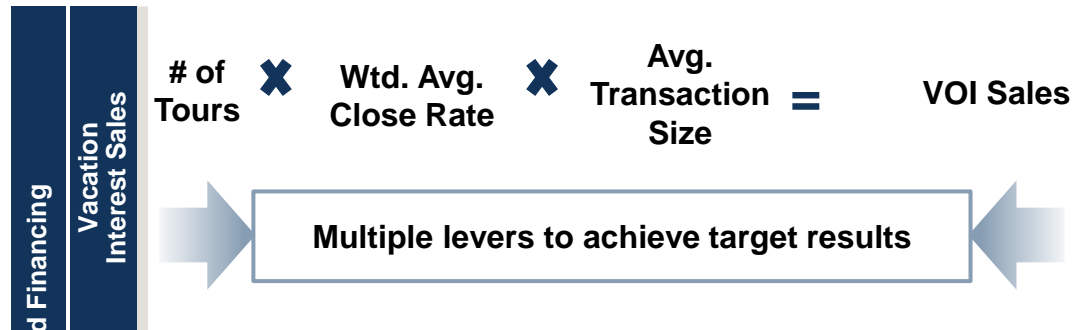 # of
Tours
Wtd. Avg.
Close Rate
Avg.
Transaction
Size
=
VOI Sales
Multiple levers to achieve target results
Vacation
Interest Sales
Financing